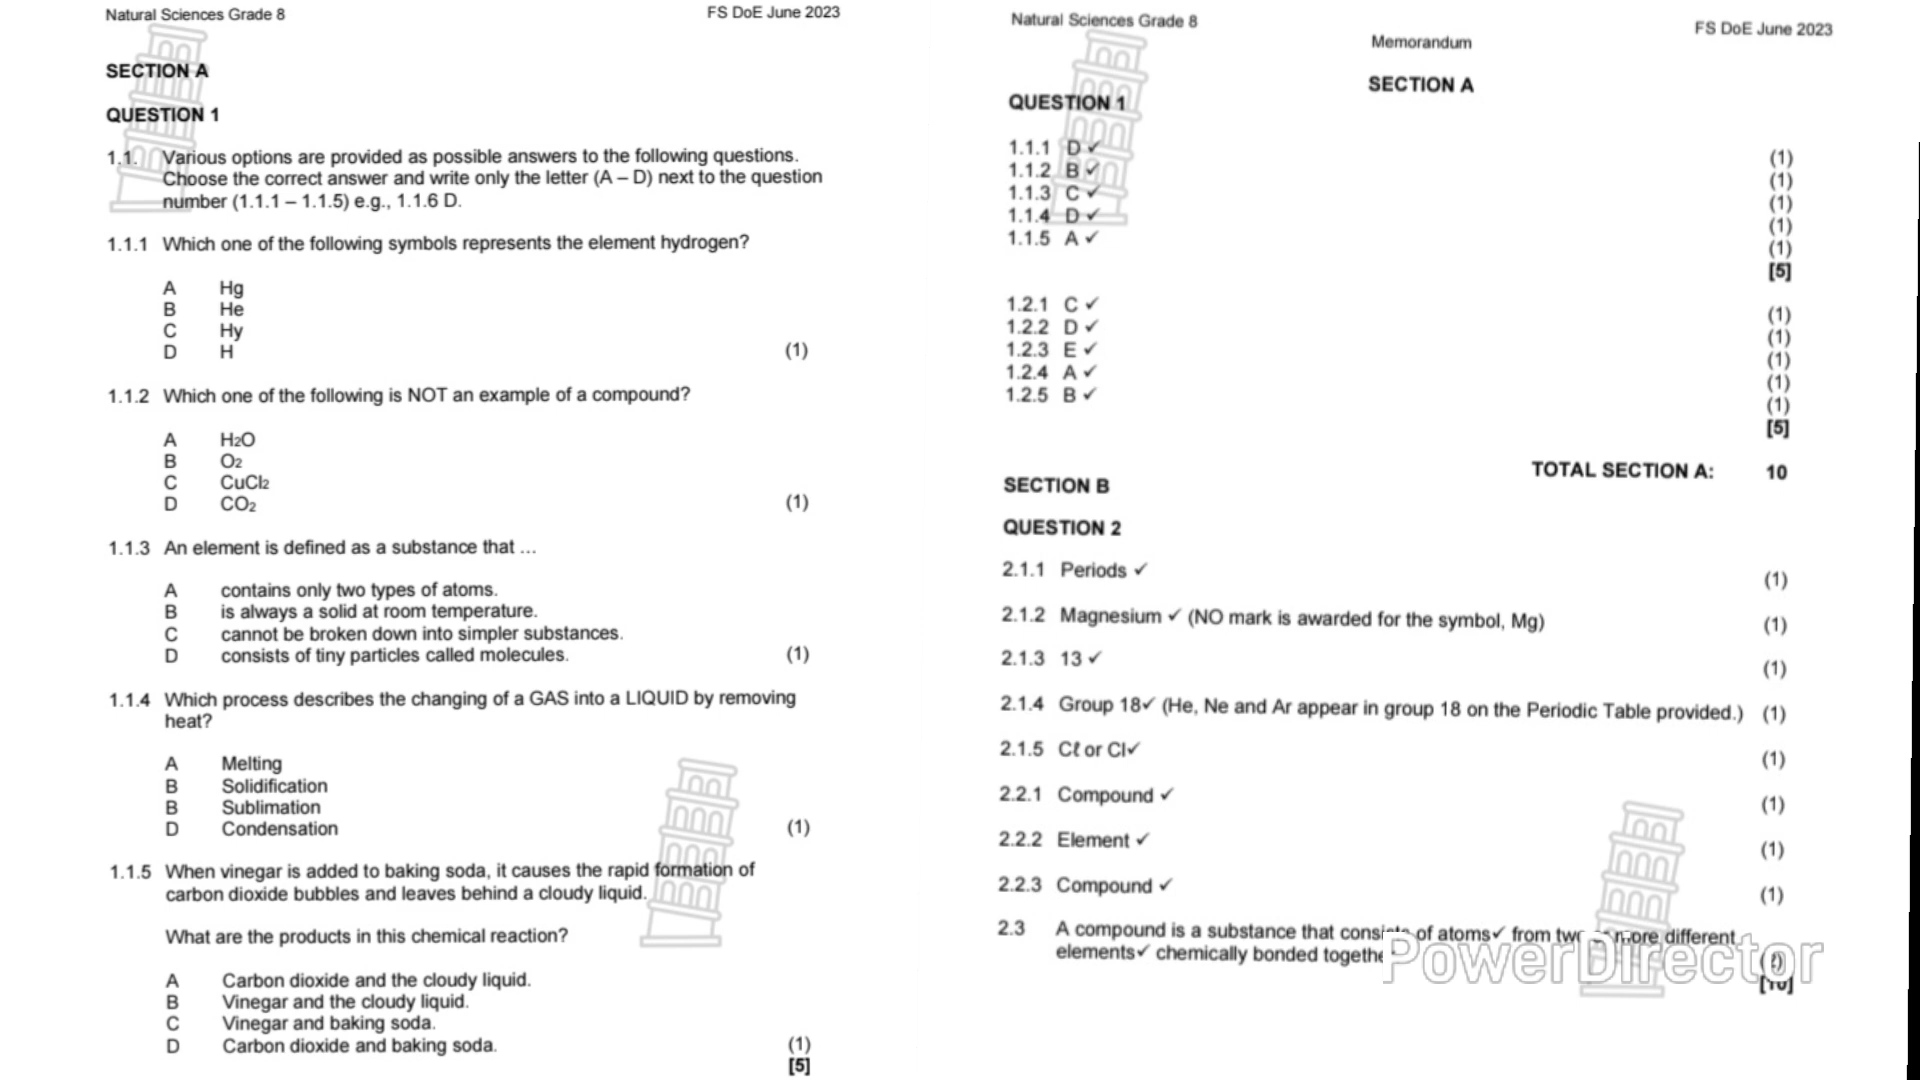 Natural Sciences Grade 8 FS DoE June 2023
SECTION A
QUESTION 1
1.1. Various options are provided as possible answers to the following questions.
Choose the correct answer and write only the letter (A – D) next to the question
number (1.1.1 – 1.1.5) e.g., 1.1.6 D.
1.1.1 Which one of the following symbols represents the element hydrogen?
A Hg
B He
C Hy
D H (1)
1.1.2 Which one of the following is NOT an example of a compound?
A H₂O
B O₂
C CuCl₂
D CO₂ (1)
1.1.3 An element is defined as a substance that …
A contains only two types of atoms.
B is always a solid at room temperature.
C cannot be broken down into simpler substances.
D consists of tiny particles called molecules. (1)
1.1.4 Which process describes the changing of a GAS into a LIQUID by removing
heat?
A Melting
B Solidification
B Sublimation
D Condensation (1)
1.1.5 When vinegar is added to baking soda, it causes the rapid formation of
carbon dioxide bubbles and leaves behind a cloudy liquid.
What are the products in this chemical reaction?
A Carbon dioxide and the cloudy liquid.
B Vinegar and the cloudy liquid.
C Vinegar and baking soda.
D Carbon dioxide and baking soda. (1)
[5]
Natural Sciences Grade 8 FS DoE June 2023
Memorandum
SECTION A
QUESTION 1
1.1.1 D ✓ (1)
1.1.2 B ✓ (1)
1.1.3 C ✓ (1)
1.1.4 D ✓ (1)
1.1.5 A ✓ (1)
[5]
1.2.1 C ✓ (1)
1.2.2 D ✓ (1)
1.2.3 E ✓ (1)
1.2.4 A ✓ (1)
1.2.5 B ✓ (1)
[5]
TOTAL SECTION A: 10
SECTION B
QUESTION 2
2.1.1 Periods ✓ (1)
2.1.2 Magnesium ✓ (NO mark is awarded for the symbol, Mg) (1)
2.1.3 13 ✓ (1)
2.1.4 Group 18✓ (He, Ne and Ar appear in group 18 on the Periodic Table provided.) (1)
2.1.5 Cℓ or Cl✓ (1)
2.2.1 Compound ✓ (1)
2.2.2 Element ✓ (1)
2.2.3 Compound ✓ (1)
2.3 A compound is a substance that consists of atoms✓ from two or more different
elements✓ chemically bonded together (2)
[10]
PowerDirector